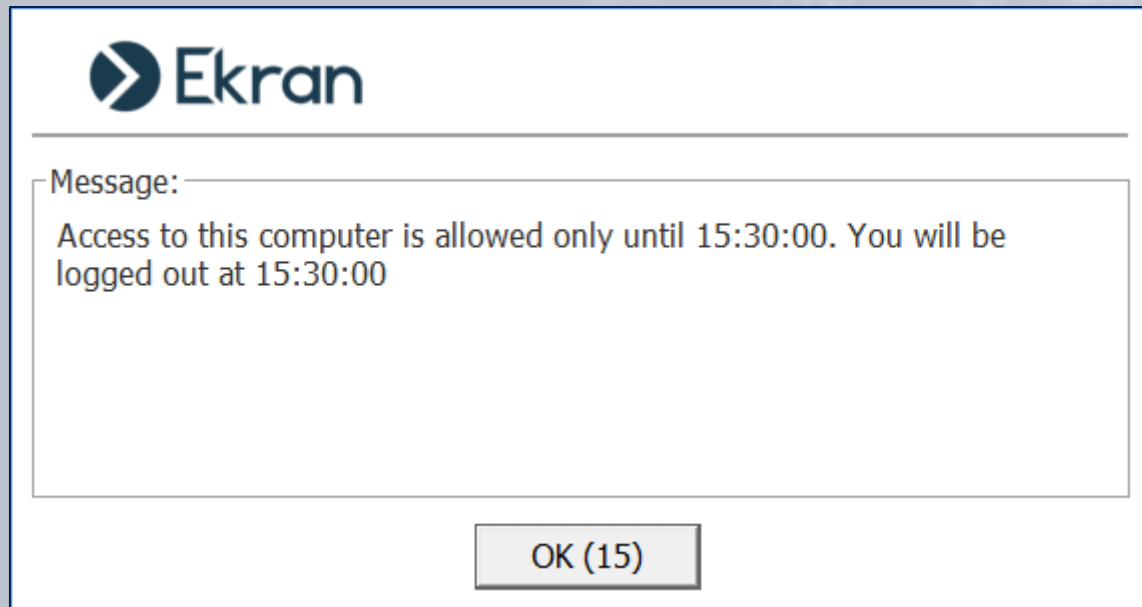 Ekran
Message:
Access to this computer is allowed only until 15:30:00. You will be
logged out at 15:30:00
OK (15)